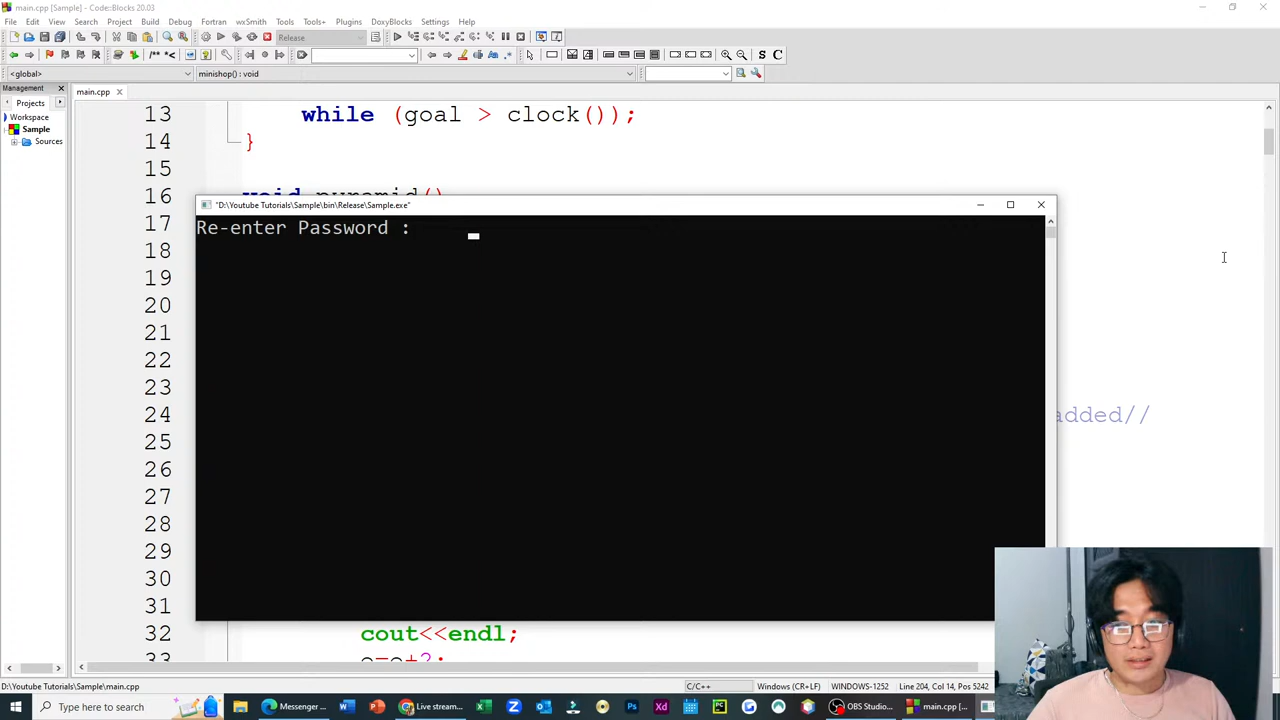 main.cpp [Sample] - Code::Blocks 20.03
File Edit View Search Project Build Debug Fortran wxSmith Tools Tools+ Plugins DoxyBlocks Settings Help
Release
/** *<
S C
<global>
minishop() : void
Management
main.cpp
Projects
Workspace
Sample
Sources
13 while (goal > clock());
14 }
15
16 void pyramid()
"D:\Youtube Tutorials\Sample\bin\Release\Sample.exe"
17
Re-enter Password :
18
19
20
21
22
23
24 added//
25
26
27
28
29
30
31
32 cout<<endl;
33
D:\Youtube Tutorials\Sample\main.cpp
C/C++
Windows (CR+LF)
WINDOWS-1252
Line 204, Col 14, Pos 5242
Type here to search
Messenger ...
Live stream...
OBS Studio...
main.cpp [...